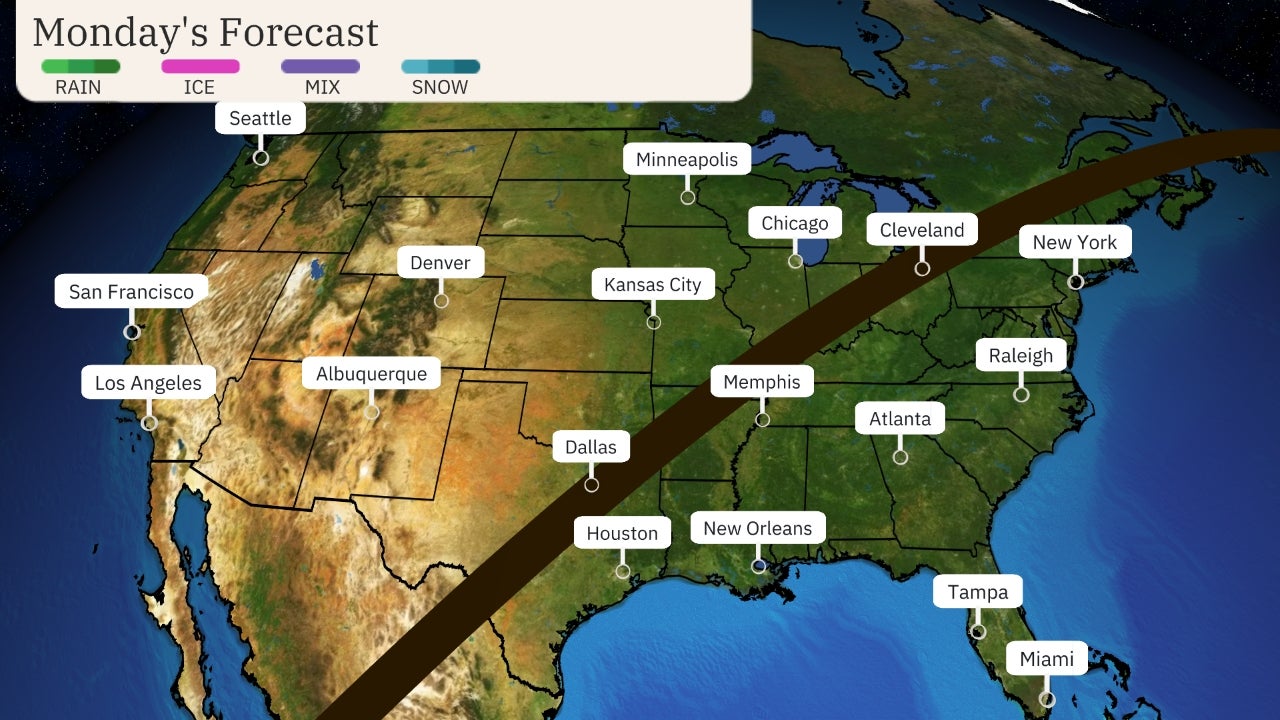 Monday's Forecast
RAIN ICE MIX SNOW
Seattle
Minneapolis
Chicago
Cleveland
New York
Denver
Kansas City
San Francisco
Raleigh
Albuquerque
Los Angeles
Memphis
Atlanta
Dallas
New Orleans
Houston
Tampa
Miami